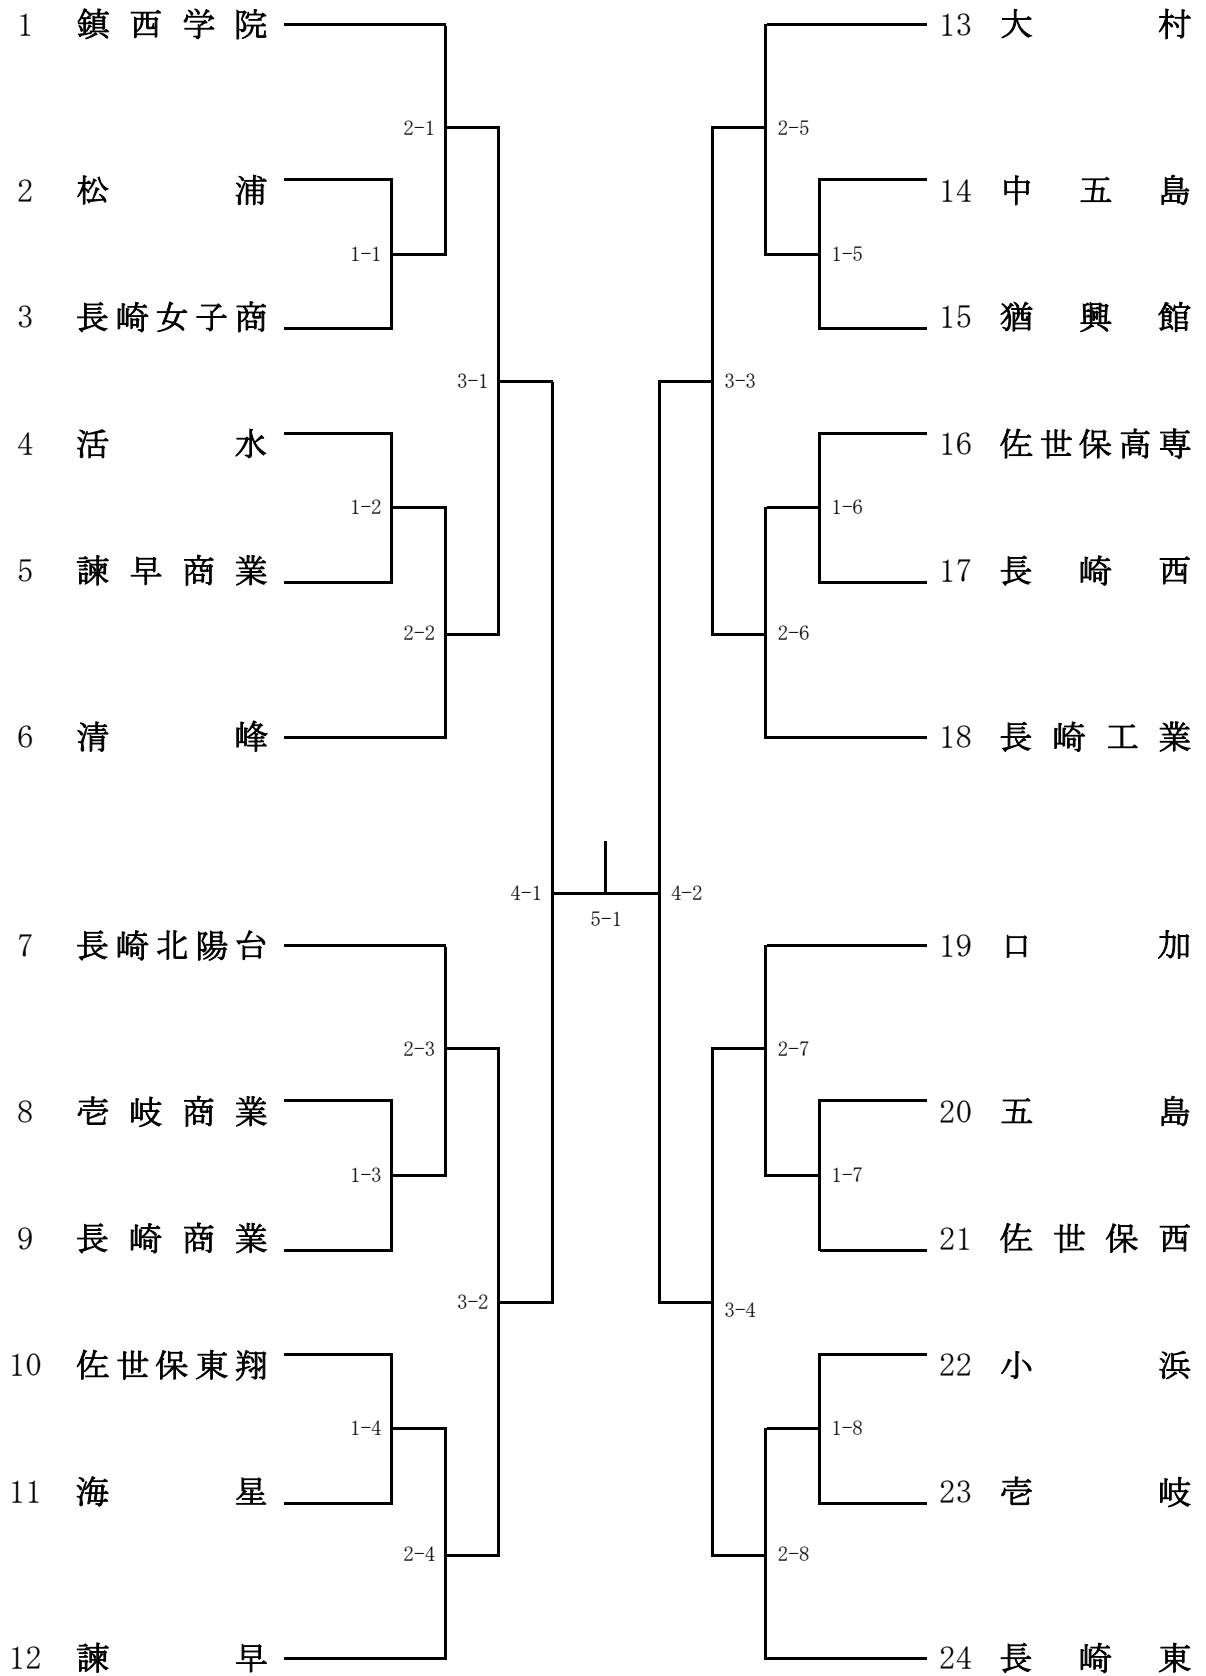 1 鎮西学院
13 大村
2-1
2-5
2 松浦
14 中五島
1-1
1-5
3 長崎女子商
15 猶興館
3-1
3-3
4 活水
16 佐世保高専
1-2
1-6
5 諫早商業
17 長崎西
2-2
2-6
6 清峰
18 長崎工業
4-1
4-2
5-1
7 長崎北陽台
19 口加
2-3
2-7
8 壱岐商業
20 五島
1-3
1-7
9 長崎商業
21 佐世保西
3-2
3-4
10 佐世保東翔
22 小浜
1-4
1-8
11 海星
23 壱岐
2-4
2-8
12 諫早
24 長崎東